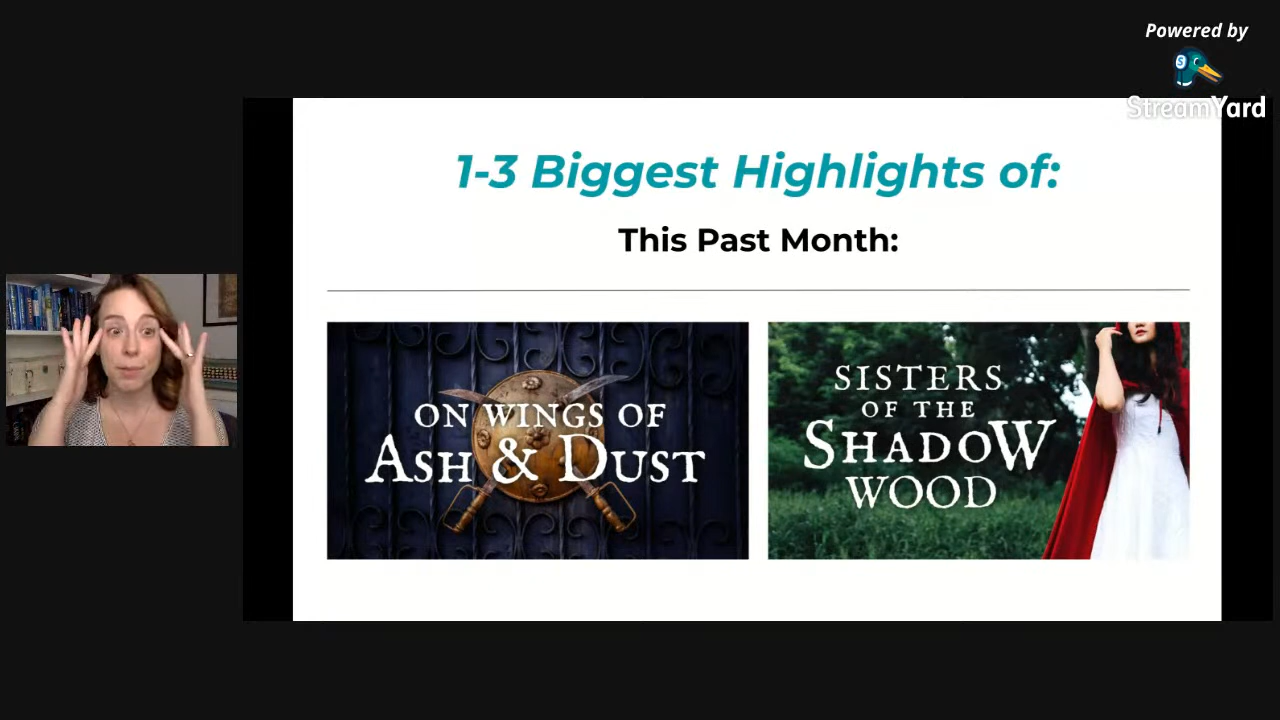 Powered by
StreamYard
1-3 Biggest Highlights of:
This Past Month:
ON WINGS OF
ASH & DUST
SISTERS
OF THE
SHADOW
WOOD